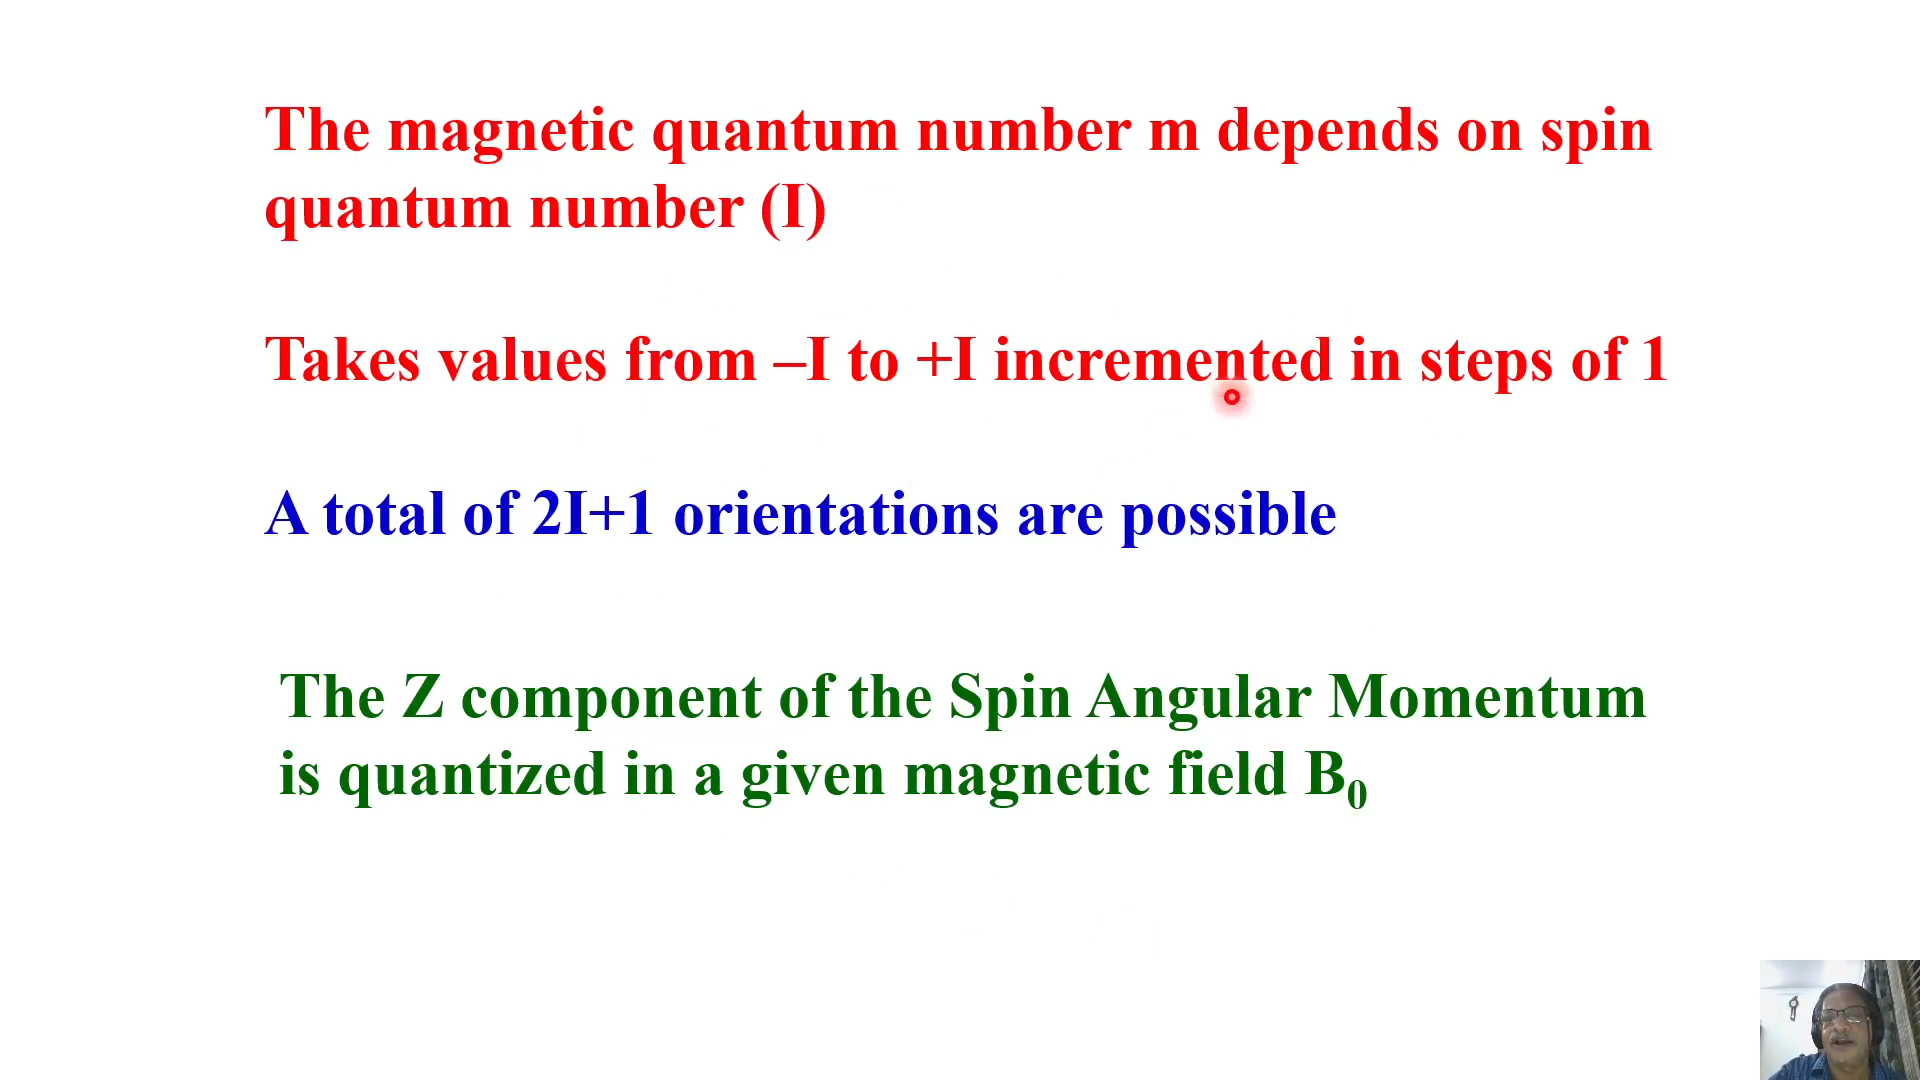 The magnetic quantum number m depends on spin
quantum number (I)
Takes values from –I to +I incremented in steps of 1
A total of 2I+1 orientations are possible
The Z component of the Spin Angular Momentum
is quantized in a given magnetic field B₀